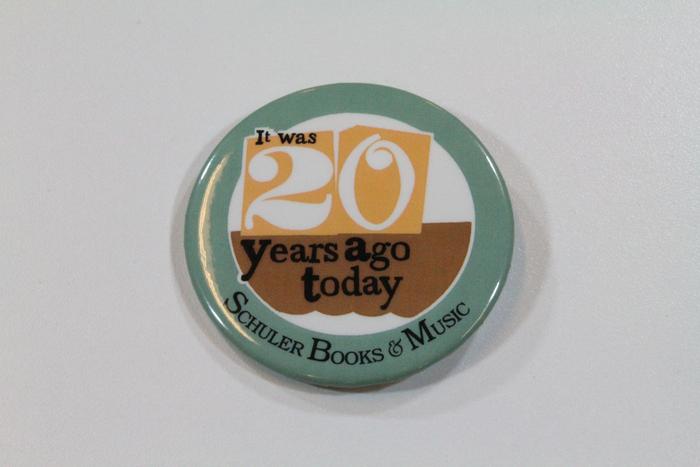 It was
20
years ago
today
SCHULER BOOKS & MUSIC